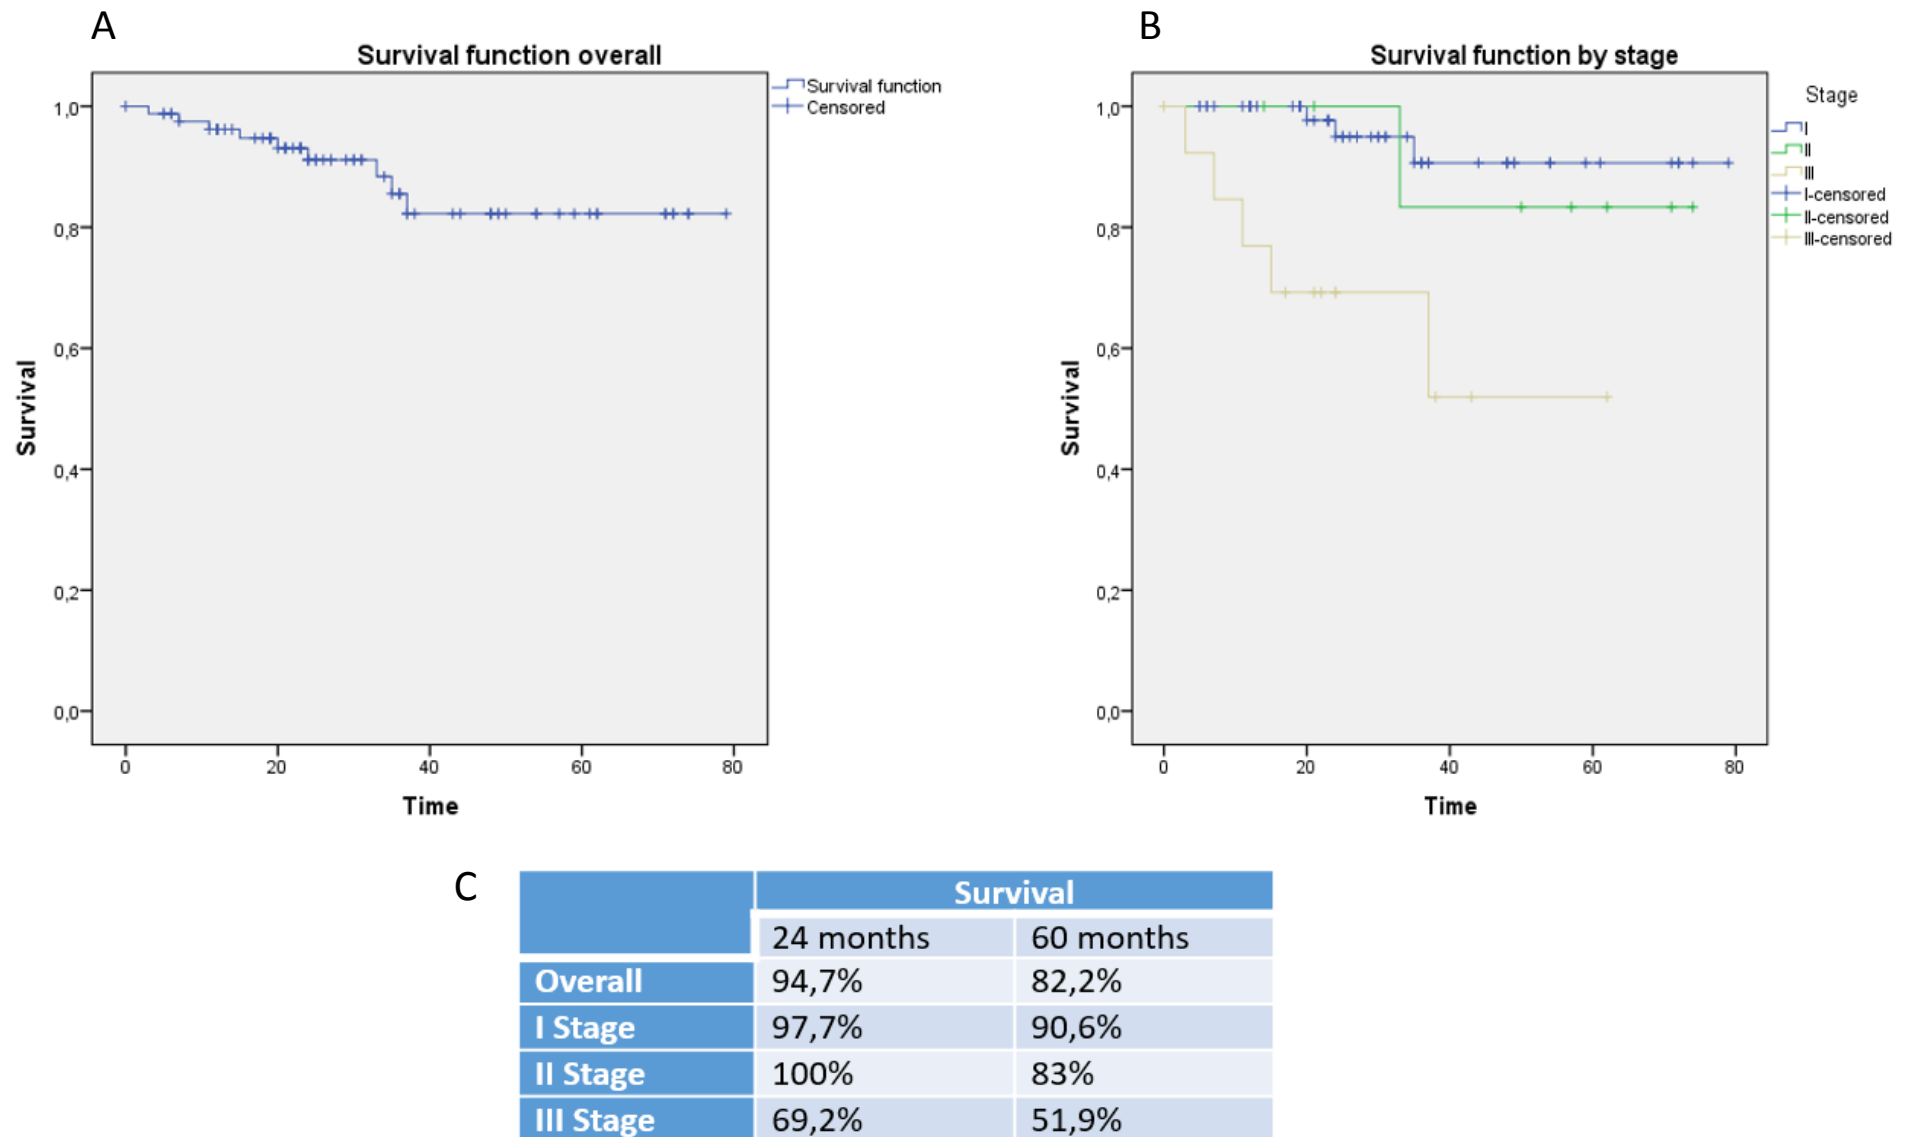 A
Survival function overall
Survival function
Censored
1,0
0,8
0,6
0,4
0,2
0,0
Survival
0 20 40 60 80
Time
B
Survival function by stage
Stage
I
II
III
I-censored
II-censored
III-censored
1,0
0,8
0,6
0,4
0,2
0,0
Survival
0 20 40 60 80
Time
C
Survival
24 months 60 months
Overall 94,7% 82,2%
I Stage 97,7% 90,6%
II Stage 100% 83%
III Stage 69,2% 51,9%